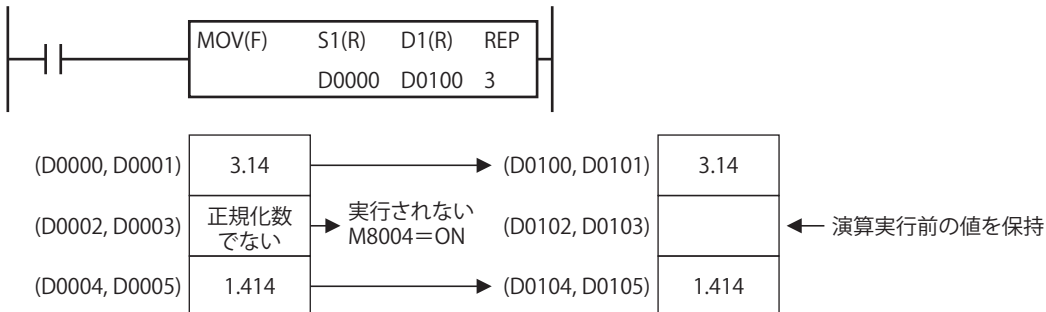 MOV(F) S1(R) D1(R) REP
D0000 D0100 3
(D0000, D0001) 3.14 (D0100, D0101) 3.14
(D0002, D0003) 正規化数
でない 実行されない
M8004=ON (D0102, D0103) 演算実行前の値を保持
(D0004, D0005) 1.414 (D0104, D0105) 1.414